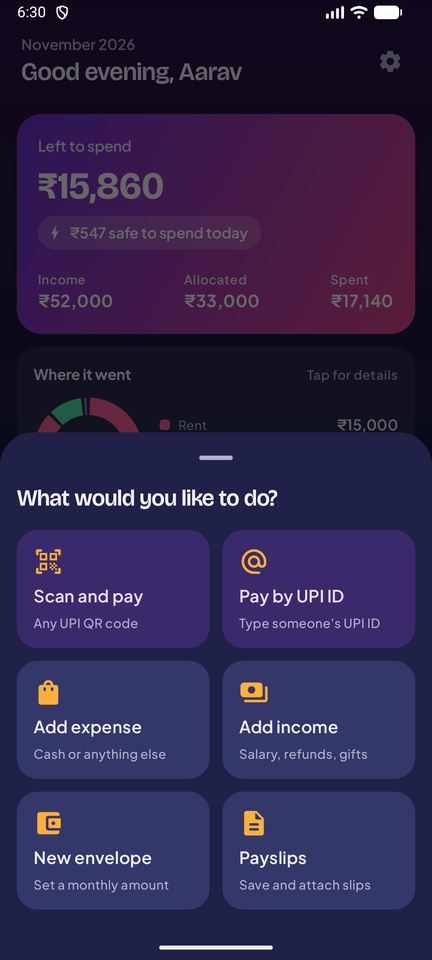 6:30
November 2026
Good evening, Aarav
Left to spend
₹15,860
₹547 safe to spend today
Income
Allocated
Spent
₹52,000
₹33,000
₹17,140
Where it went
Tap for details
Rent
₹15,000
What would you like to do?
Scan and pay
Any UPI QR code
Pay by UPI ID
Type someone's UPI ID
Add expense
Cash or anything else
Add income
Salary, refunds, gifts
New envelope
Set a monthly amount
Payslips
Save and attach slips